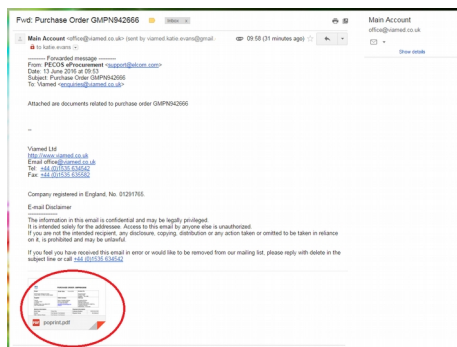 Fwd: Purchase Order GMPN942666
Inbox x
Main Account <office@viamed.co.uk> (sent by viamed.katie.evans@gmail.
09:58 (31 minutes ago)
to katie.evans
---------- Forwarded message ----------
From: PECOS eProcurement <support@elcom.com>
Date: 13 June 2016 at 09:53
Subject: Purchase Order GMPN942666
To: Viamed <enquiries@viamed.co.uk>
Attached are documents related to purchase order GMPN942666
--
Viamed Ltd
http://www.viamed.co.uk
Email office@viamed.co.uk
Tel: +44 (0)1535 634542
Fax: +44 (0)1535 635582
Company registered in England, No. 01291765.
E-mail Disclaimer
----------------
The information in this email is confidential and may be legally privileged.
It is intended solely for the addressee. Access to this email by anyone else is unauthorized.
If you are not the intended recipient, any disclosure, copying, distribution or any action taken or omitted to be taken in reliance
on it, is prohibited and may be unlawful.
If you feel you have received this email in error or would like to be removed from our mailing list, please reply with delete in the
subject line or call +44 (0)1535 634542
poprint.pdf
Main Account
office@viamed.co.uk
Show details